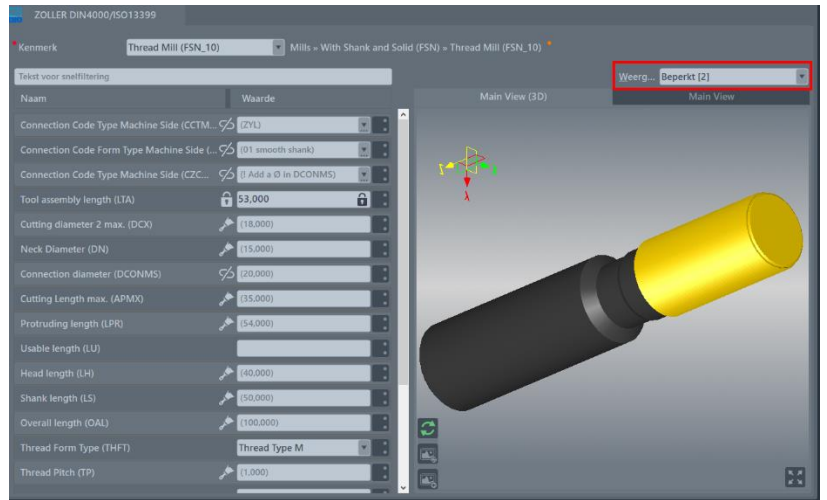 ZOLLER DIN4000/ISO13399
*Kenmerk Thread Mill (FSN_10) Mills » With Shank and Solid (FSN) » Thread Mill (FSN_10) *
Tekst voor snelfiltering Weerg... Beperkt [2]
Naam Waarde Main View (3D) Main View
Connection Code Type Machine Side (CCTM... (ZYL)
Connection Code Form Type Machine Side (... (01 smooth shank)
Connection Code Type Machine Side (CZC... (! Add a Ø in DCONMS)
Tool assembly length (LTA) 53,000
Cutting diameter 2 max. (DCX) (18,000)
Neck Diameter (DN) (15,000)
Connection diameter (DCONMS) (20,000)
Cutting Length max. (APMX) (35,000)
Protruding length (LPR) (54,000)
Usable length (LU)
Head length (LH) (40,000)
Shank length (LS) (50,000)
Overall length (OAL) (100,000)
Thread Form Type (THFT) Thread Type M
Thread Pitch (TP) (1,000)